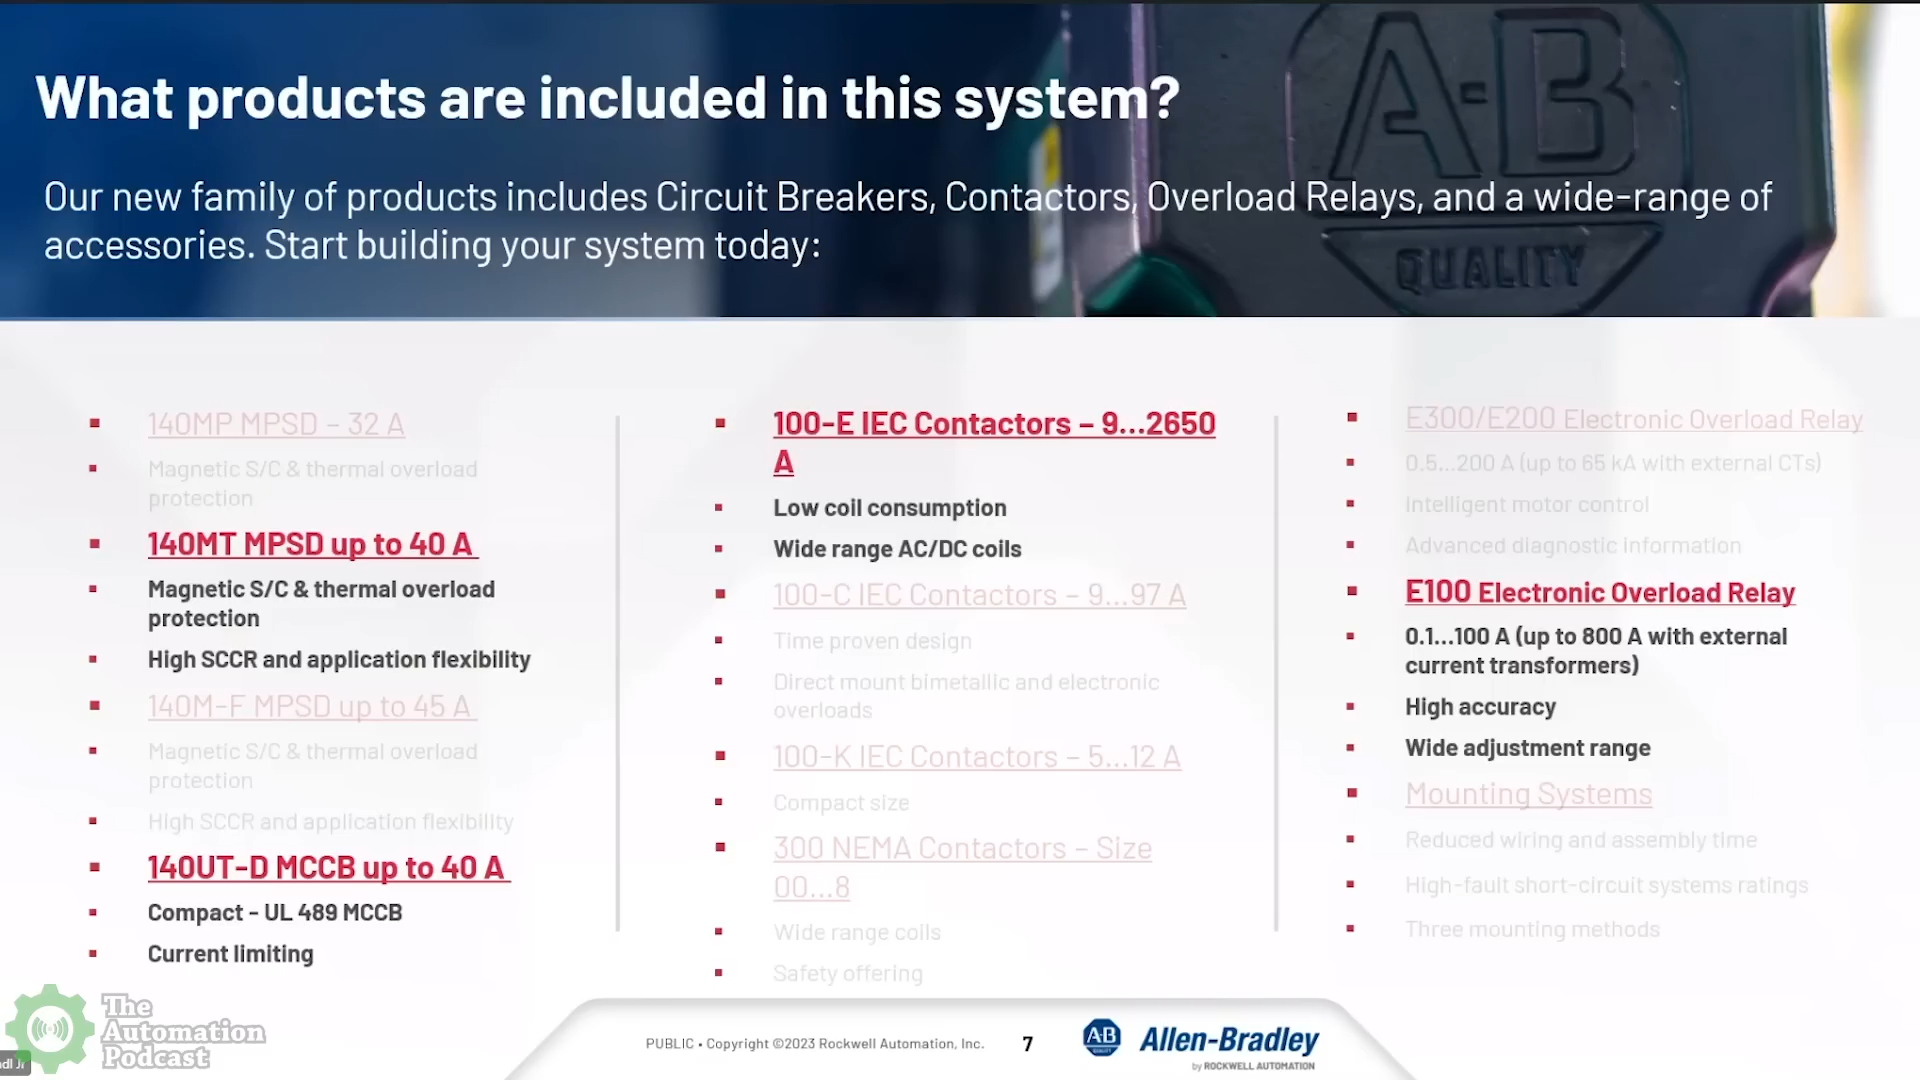 A-B
QUALITY
What products are included in this system?
Our new family of products includes Circuit Breakers, Contactors, Overload Relays, and a wide-range of
accessories. Start building your system today:
140MP MPSD – 32 A
Magnetic S/C & thermal overload
protection
140MT MPSD up to 40 A
Magnetic S/C & thermal overload
protection
High SCCR and application flexibility
140M-F MPSD up to 45 A
Magnetic S/C & thermal overload
protection
High SCCR and application flexibility
140UT-D MCCB up to 40 A
Compact - UL 489 MCCB
Current limiting
100-E IEC Contactors – 9...2650
A
Low coil consumption
Wide range AC/DC coils
100-C IEC Contactors – 9...97 A
Time proven design
Direct mount bimetallic and electronic
overloads
100-K IEC Contactors – 5...12 A
Compact size
300 NEMA Contactors – Size
00...8
Wide range coils
Safety offering
E300/E200 Electronic Overload Relay
0.5...200 A (up to 65 kA with external CTs)
Intelligent motor control
Advanced diagnostic information
E100 Electronic Overload Relay
0.1...100 A (up to 800 A with external
current transformers)
High accuracy
Wide adjustment range
Mounting Systems
Reduced wiring and assembly time
High-fault short-circuit systems ratings
Three mounting methods
The
Automation
Podcast
PUBLIC • Copyright ©2023 Rockwell Automation, Inc.
7
A-B
QUALITY
Allen-Bradley
by ROCKWELL AUTOMATION